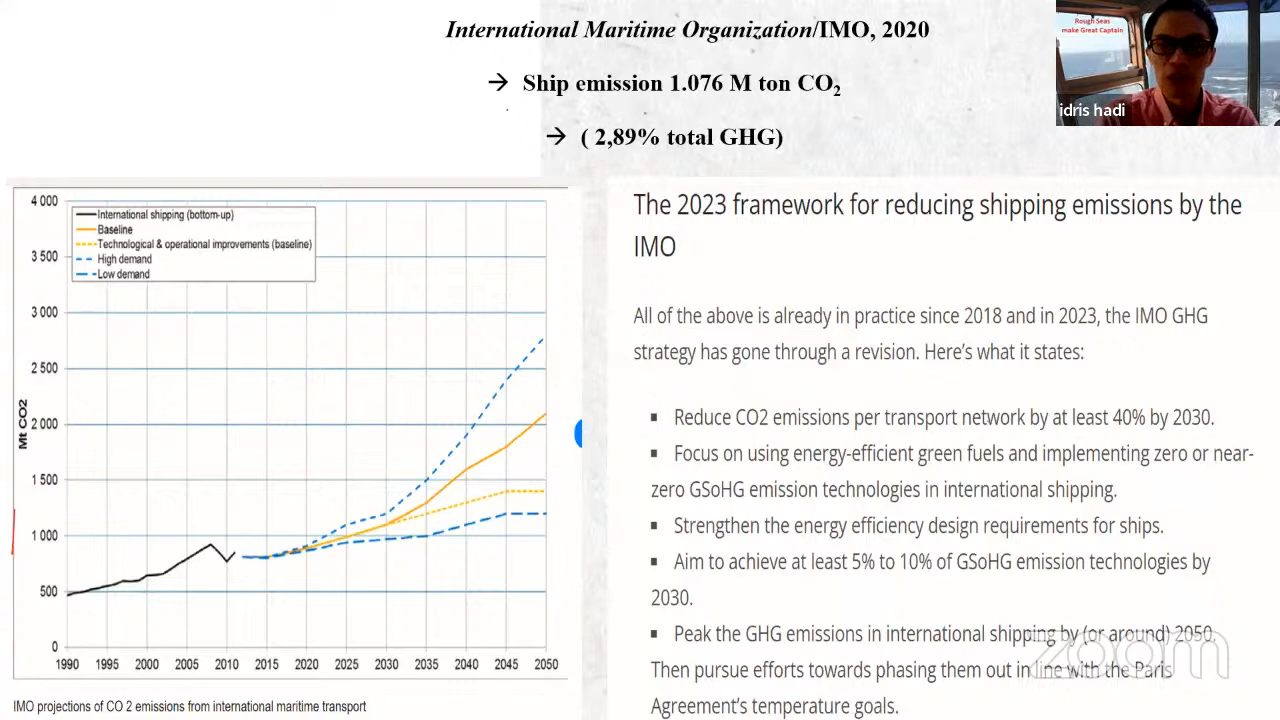 International Maritime Organization/IMO, 2020
→ Ship emission 1.076 M ton CO₂
→ ( 2,89% total GHG)
Rough Seas
make Great Captain
idris hadi
4 000
3 500
3 000
2 500
2 000
1 500
1 000
500
0
Mt CO2
International shipping (bottom-up)
Baseline
Technological & operational improvements (baseline)
High demand
Low demand
1990 1995 2000 2005 2010 2015 2020 2025 2030 2035 2040 2045 2050
IMO projections of CO 2 emissions from international maritime transport
The 2023 framework for reducing shipping emissions by the
IMO
All of the above is already in practice since 2018 and in 2023, the IMO GHG
strategy has gone through a revision. Here's what it states:
▪ Reduce CO2 emissions per transport network by at least 40% by 2030.
▪ Focus on using energy-efficient green fuels and implementing zero or near-
zero GSoHG emission technologies in international shipping.
▪ Strengthen the energy efficiency design requirements for ships.
▪ Aim to achieve at least 5% to 10% of GSoHG emission technologies by
2030.
▪ Peak the GHG emissions in international shipping by (or around) 2050.
Then pursue efforts towards phasing them out in line with the Paris
Agreement's temperature goals.
zoom